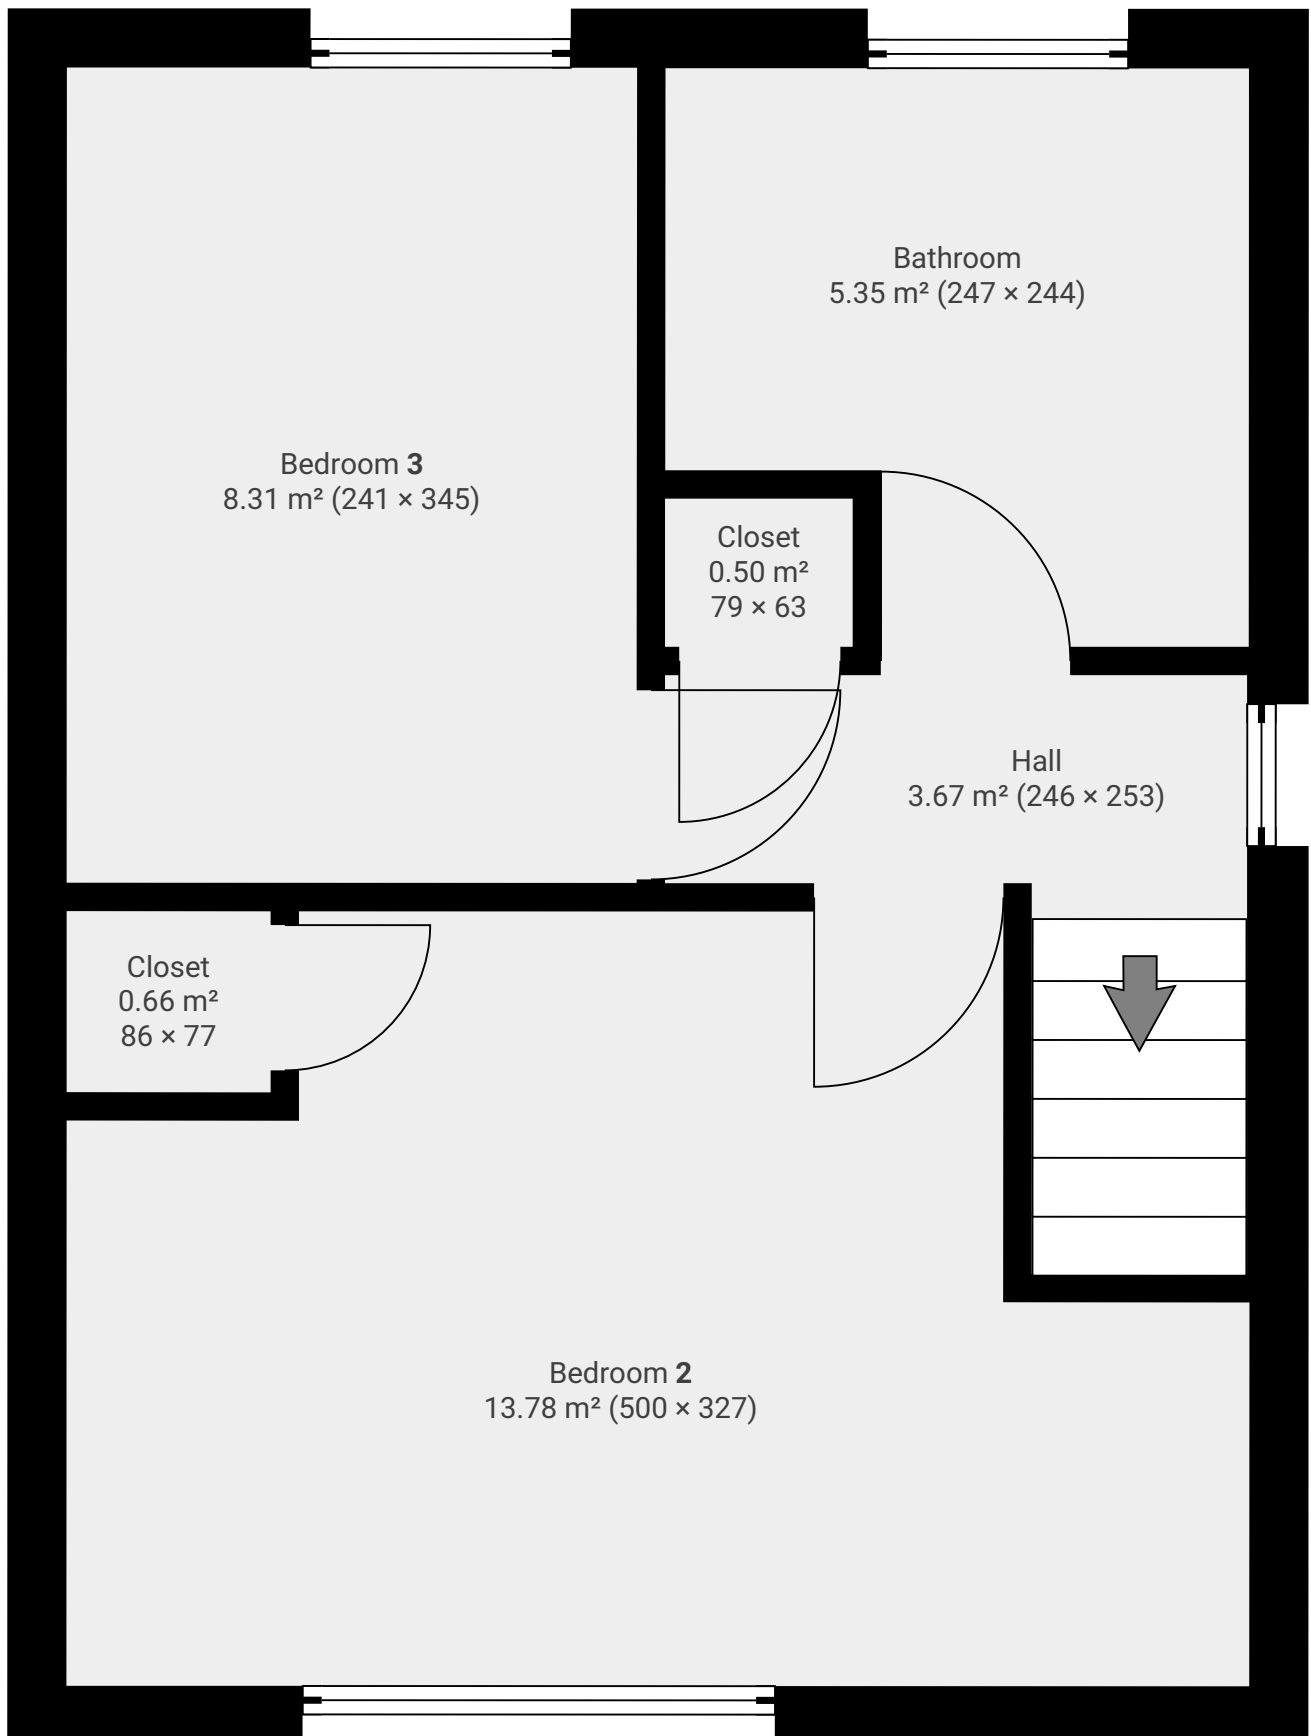 Bathroom
5.35 m² (247 × 244)
Bedroom 3
8.31 m² (241 × 345)
Closet
0.50 m²
79 × 63
Hall
3.67 m² (246 × 253)
Closet
0.66 m²
86 × 77
Bedroom 2
13.78 m² (500 × 327)